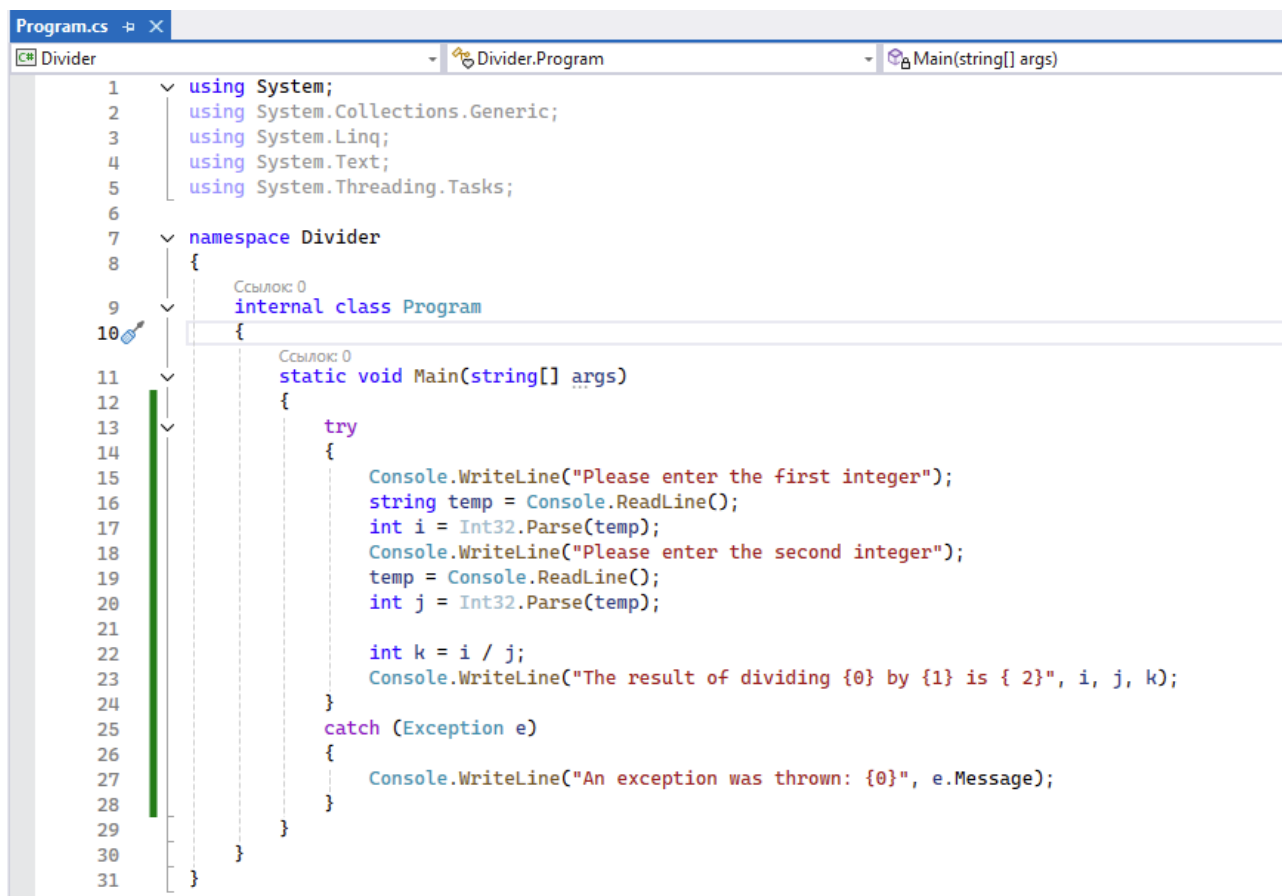 Program.cs
C# Divider Divider.Program Main(string[] args)
1 using System;
2 using System.Collections.Generic;
3 using System.Linq;
4 using System.Text;
5 using System.Threading.Tasks;
6
7 namespace Divider
8 {
Ссылок: 0
9 internal class Program
10 {
Ссылок: 0
11 static void Main(string[] args)
12 {
13 try
14 {
15 Console.WriteLine("Please enter the first integer");
16 string temp = Console.ReadLine();
17 int i = Int32.Parse(temp);
18 Console.WriteLine("Please enter the second integer");
19 temp = Console.ReadLine();
20 int j = Int32.Parse(temp);
21
22 int k = i / j;
23 Console.WriteLine("The result of dividing {0} by {1} is { 2}", i, j, k);
24 }
25 catch (Exception e)
26 {
27 Console.WriteLine("An exception was thrown: {0}", e.Message);
28 }
29 }
30 }
31 }